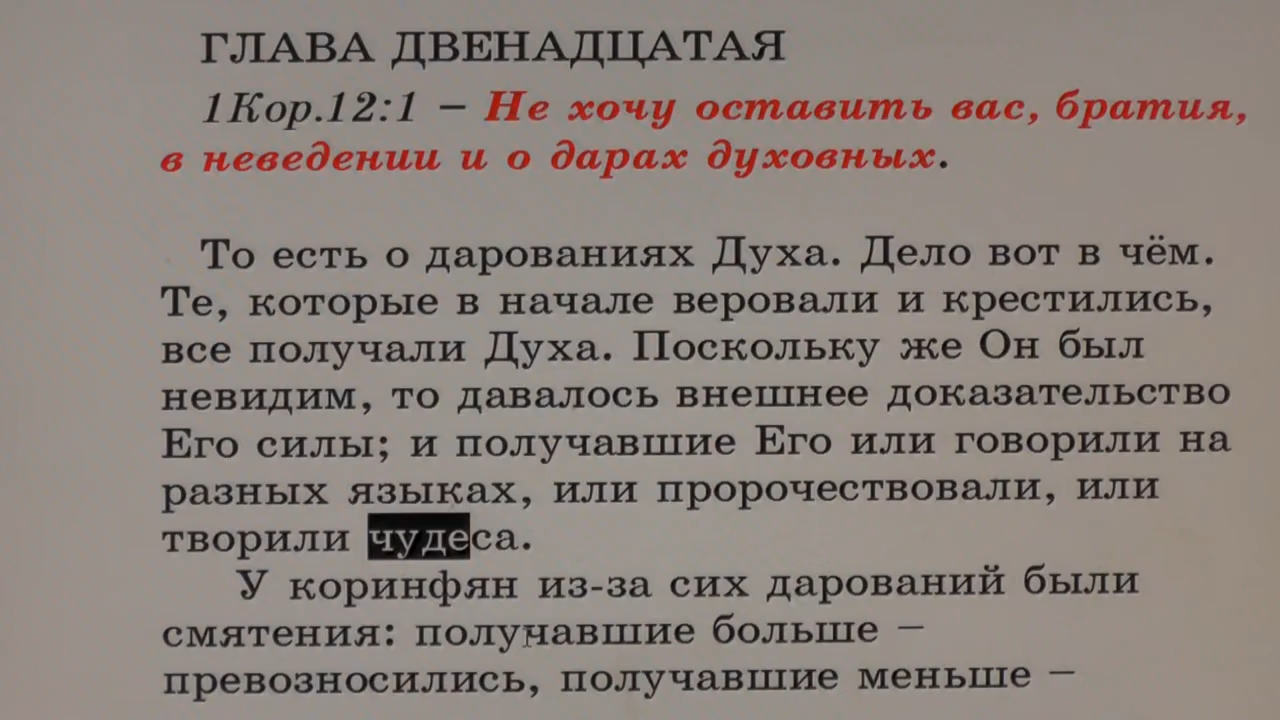 ГЛАВА ДВЕНАДЦАТАЯ
1Кор.12:1 – Не хочу оставить вас, братия,
в неведении и о дарах духовных.
То есть о дарованиях Духа. Дело вот в чём.
Те, которые в начале веровали и крестились,
все получали Духа. Поскольку же Он был
невидим, то давалось внешнее доказательство
Его силы; и получавшие Его или говорили на
разных языках, или пророчествовали, или
творили чудеса.
У коринфян из-за сих дарований были
смятения: получавшие больше –
превозносились, получавшие меньше –